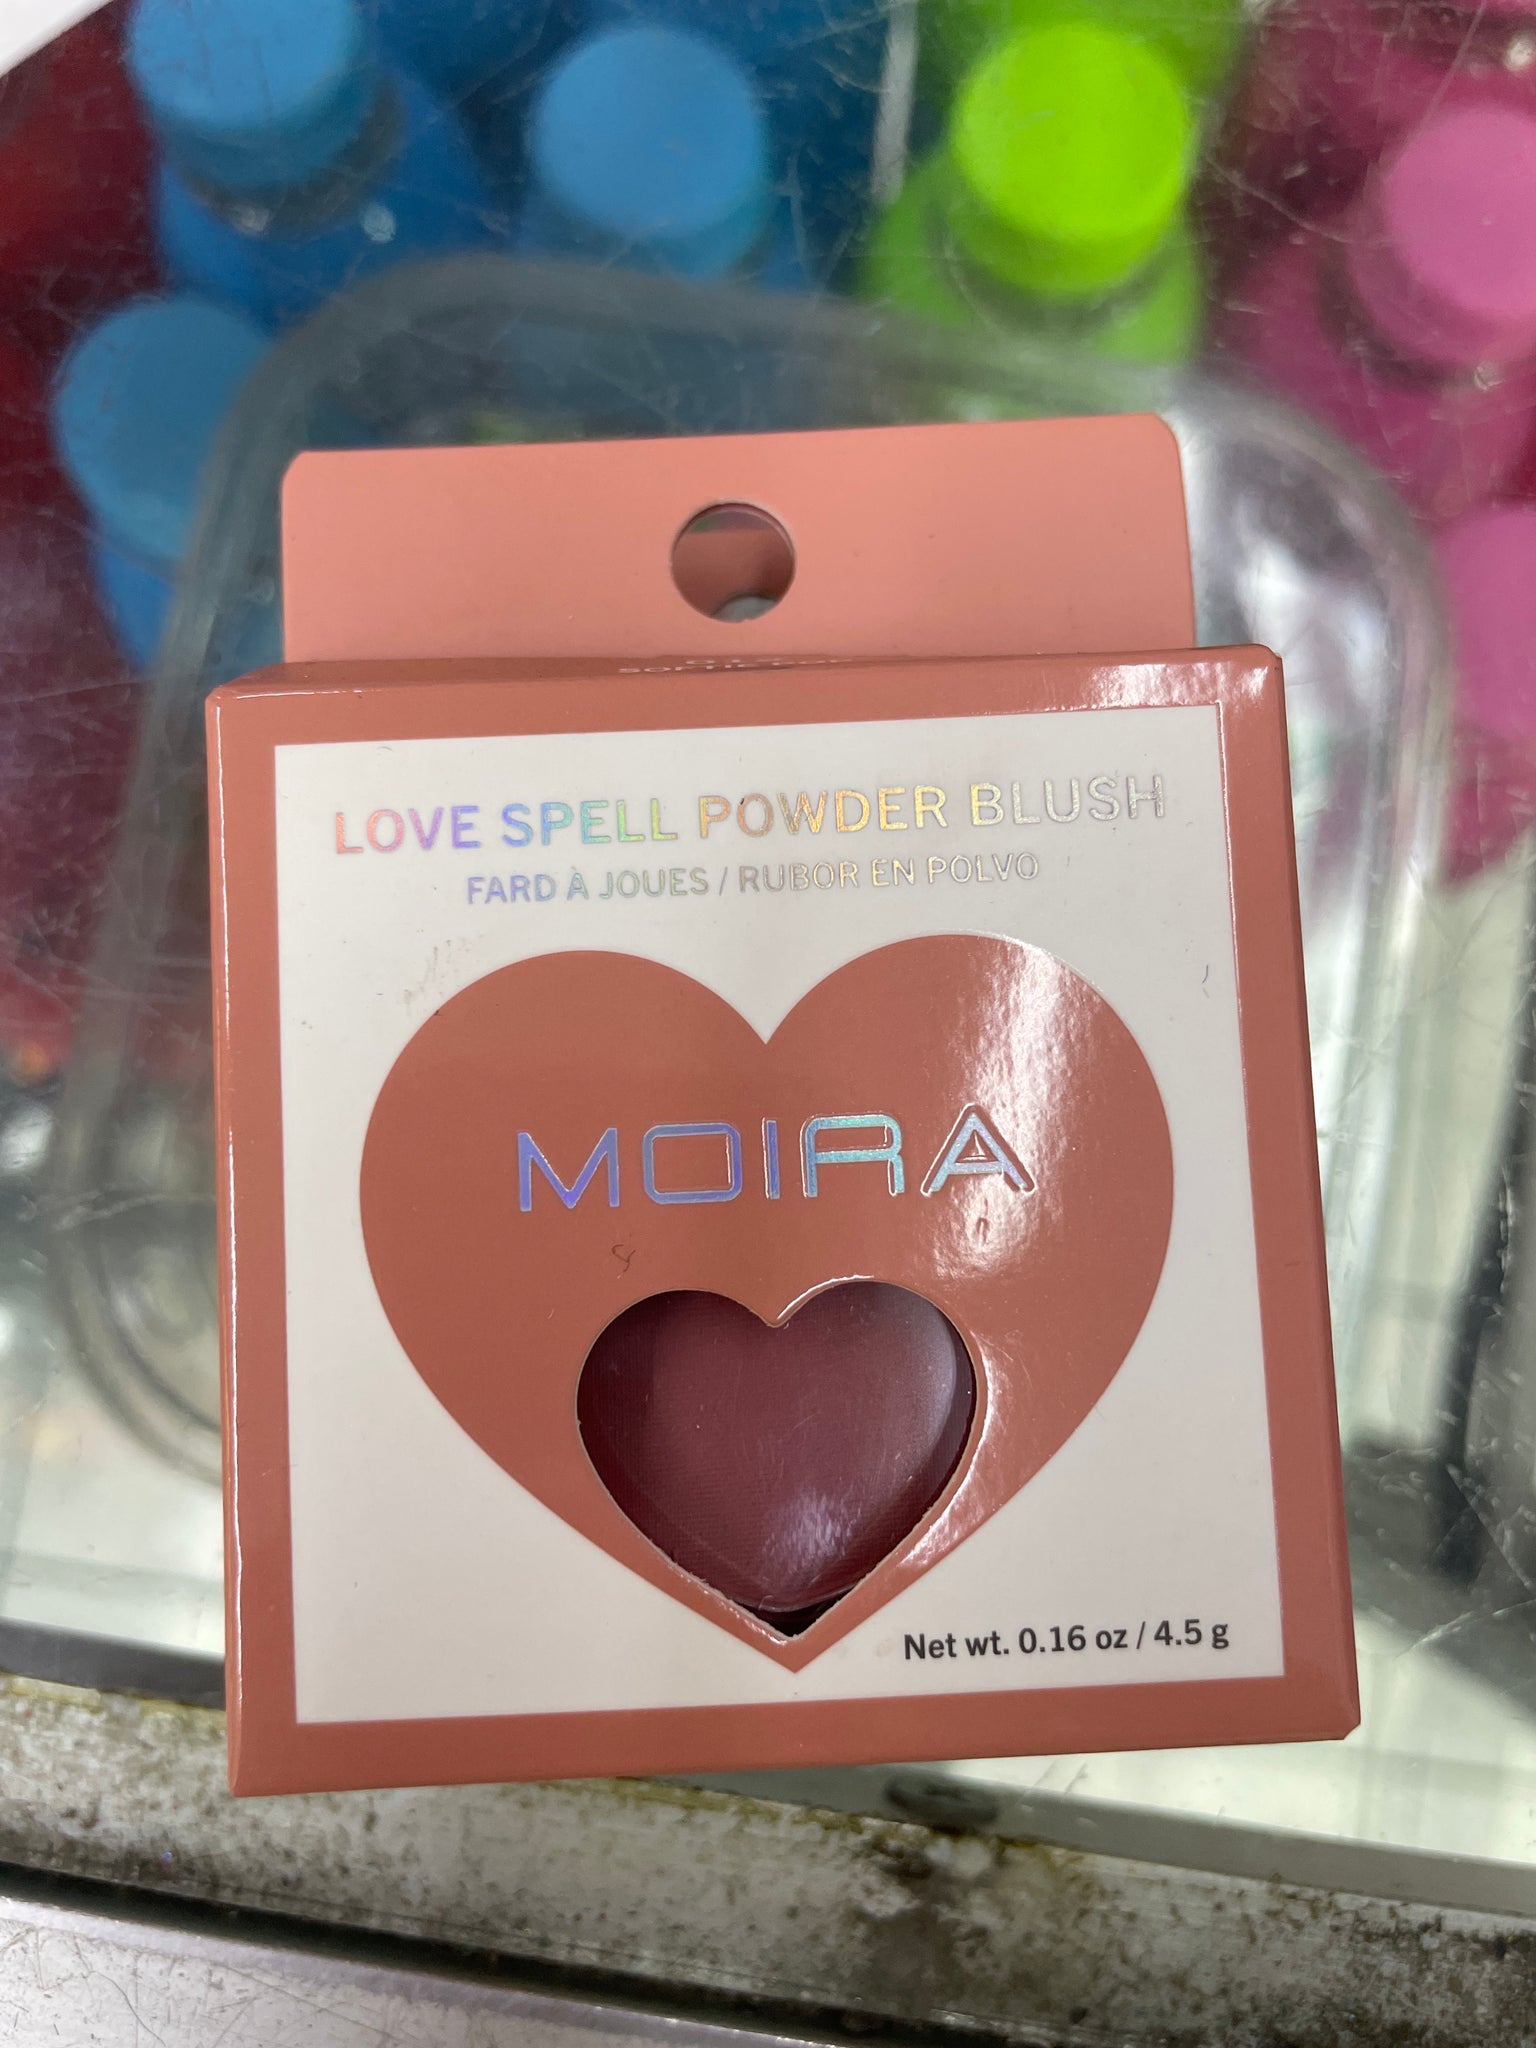 LOVE SPELL POWDER BLUSH
FARD À JOUES / RUBOR EN POLVO
MOIRA
Net wt. 0.16 oz / 4.5 g